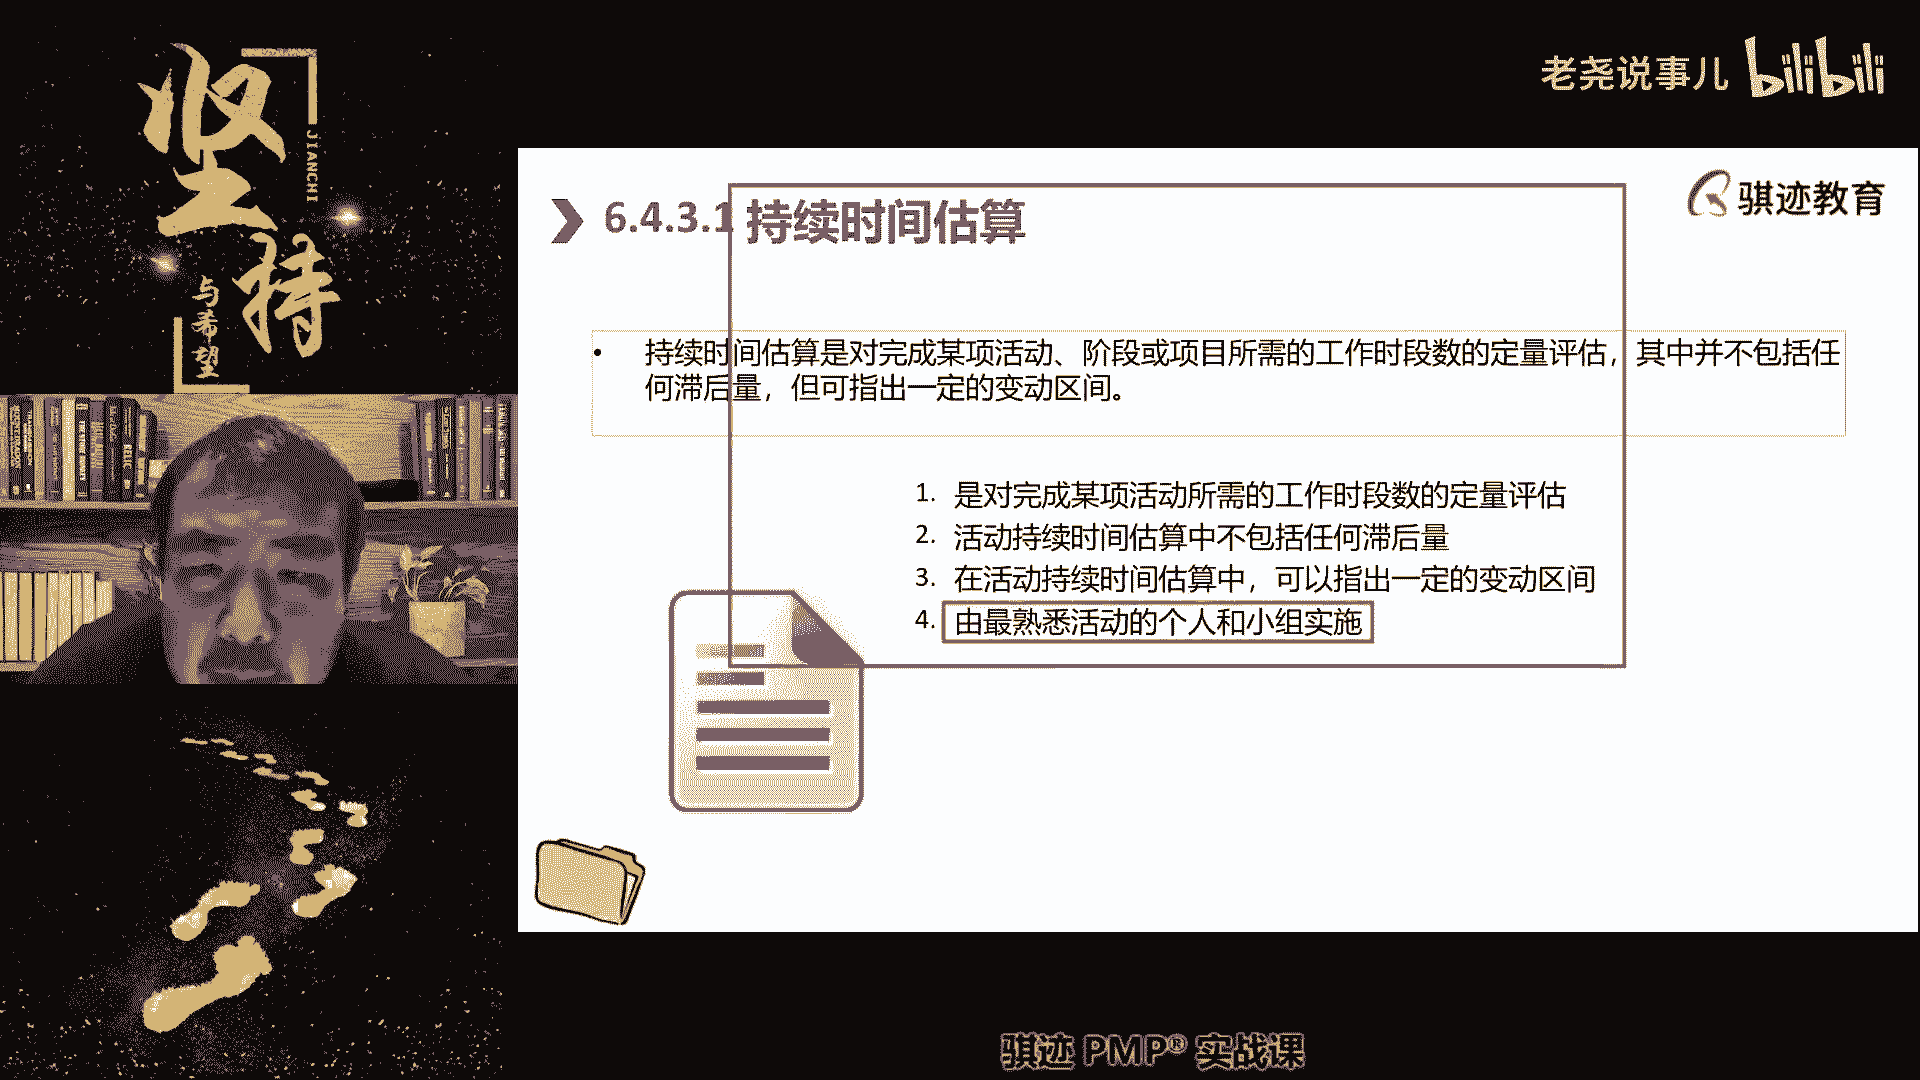 坚持
JIANCHI
与希望
老尧说事儿 bilibili
骐迹教育
6.4.3.1 持续时间估算
• 持续时间估算是对完成某项活动、阶段或项目所需的工作时段数的定量评估，其中并不包括任
何滞后量，但可指出一定的变动区间。
1. 是对完成某项活动所需的工作时段数的定量评估
2. 活动持续时间估算中不包括任何滞后量
3. 在活动持续时间估算中，可以指出一定的变动区间
4. 由最熟悉活动的个人和小组实施
骐迹 PMP® 实战课